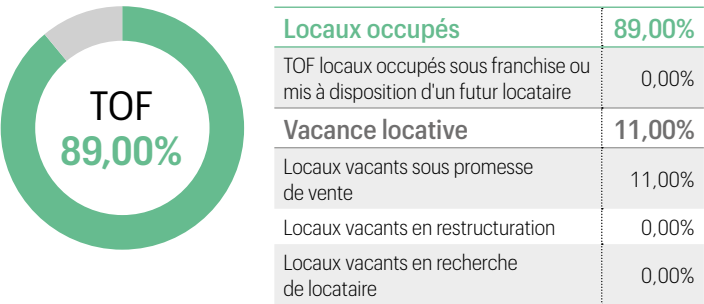 TOF
89,00%
Locaux occupés 89,00%
TOF locaux occupés sous franchise ou
mis à disposition d'un futur locataire 0,00%
Vacance locative 11,00%
Locaux vacants sous promesse
de vente 11,00%
Locaux vacants en restructuration 0,00%
Locaux vacants en recherche
de locataire 0,00%